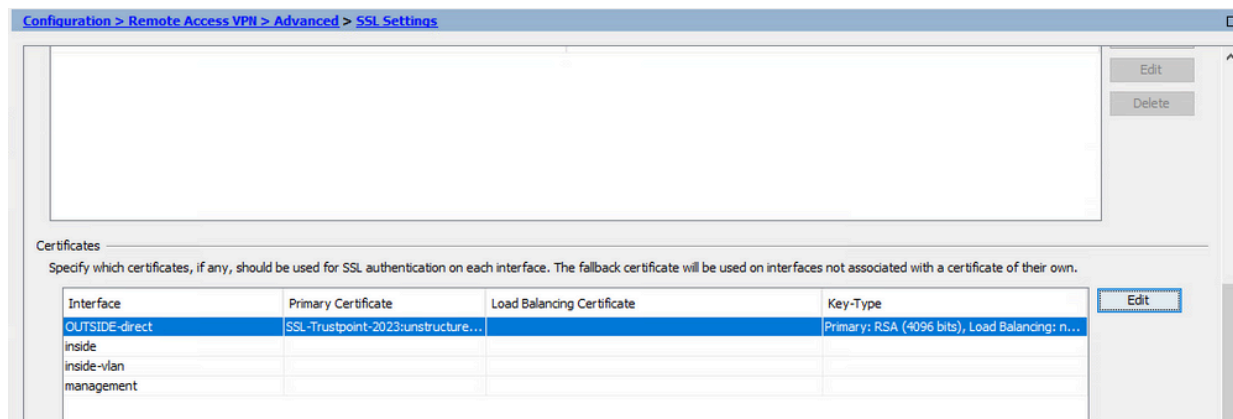 Configuration > Remote Access VPN > Advanced > SSL Settings
Edit
Delete
Certificates
Specify which certificates, if any, should be used for SSL authentication on each interface. The fallback certificate will be used on interfaces not associated with a certificate of their own.
Interface Primary Certificate Load Balancing Certificate Key-Type Edit
OUTSIDE-direct SSL-Trustpoint-2023:unstructure... Primary: RSA (4096 bits), Load Balancing: n...
inside
inside-vlan
management